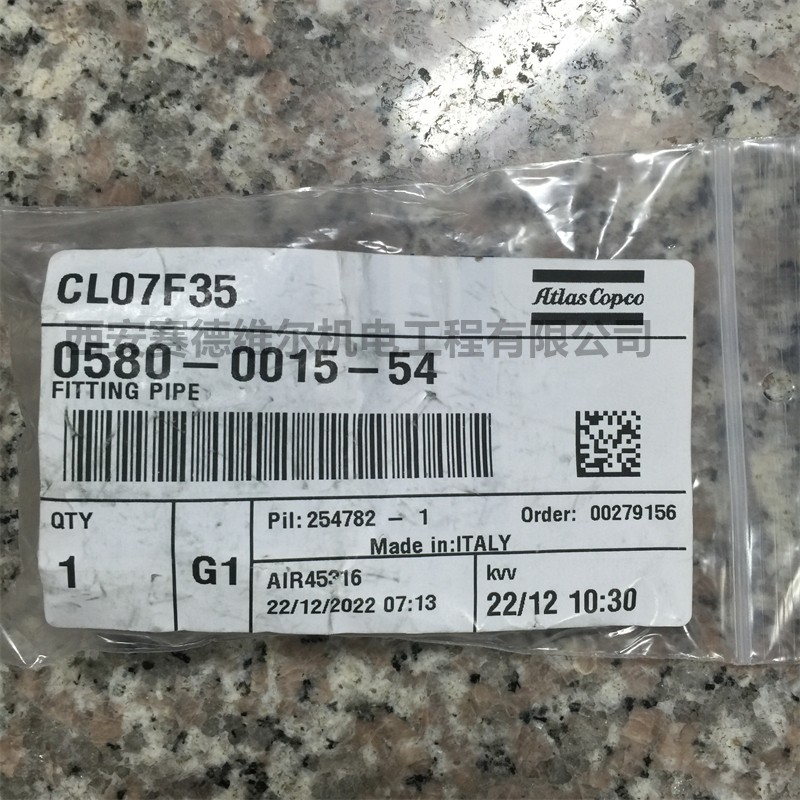 CL07F35
Atlas Copco
西安赛德维尔机电工程有限公司
0580-0015-54
FITTING PIPE
QTY
1
G1
Pil: 254782 - 1
Order: 00279156
Made in:ITALY
22/12/2022 07:13
kvv
22/12 10:30